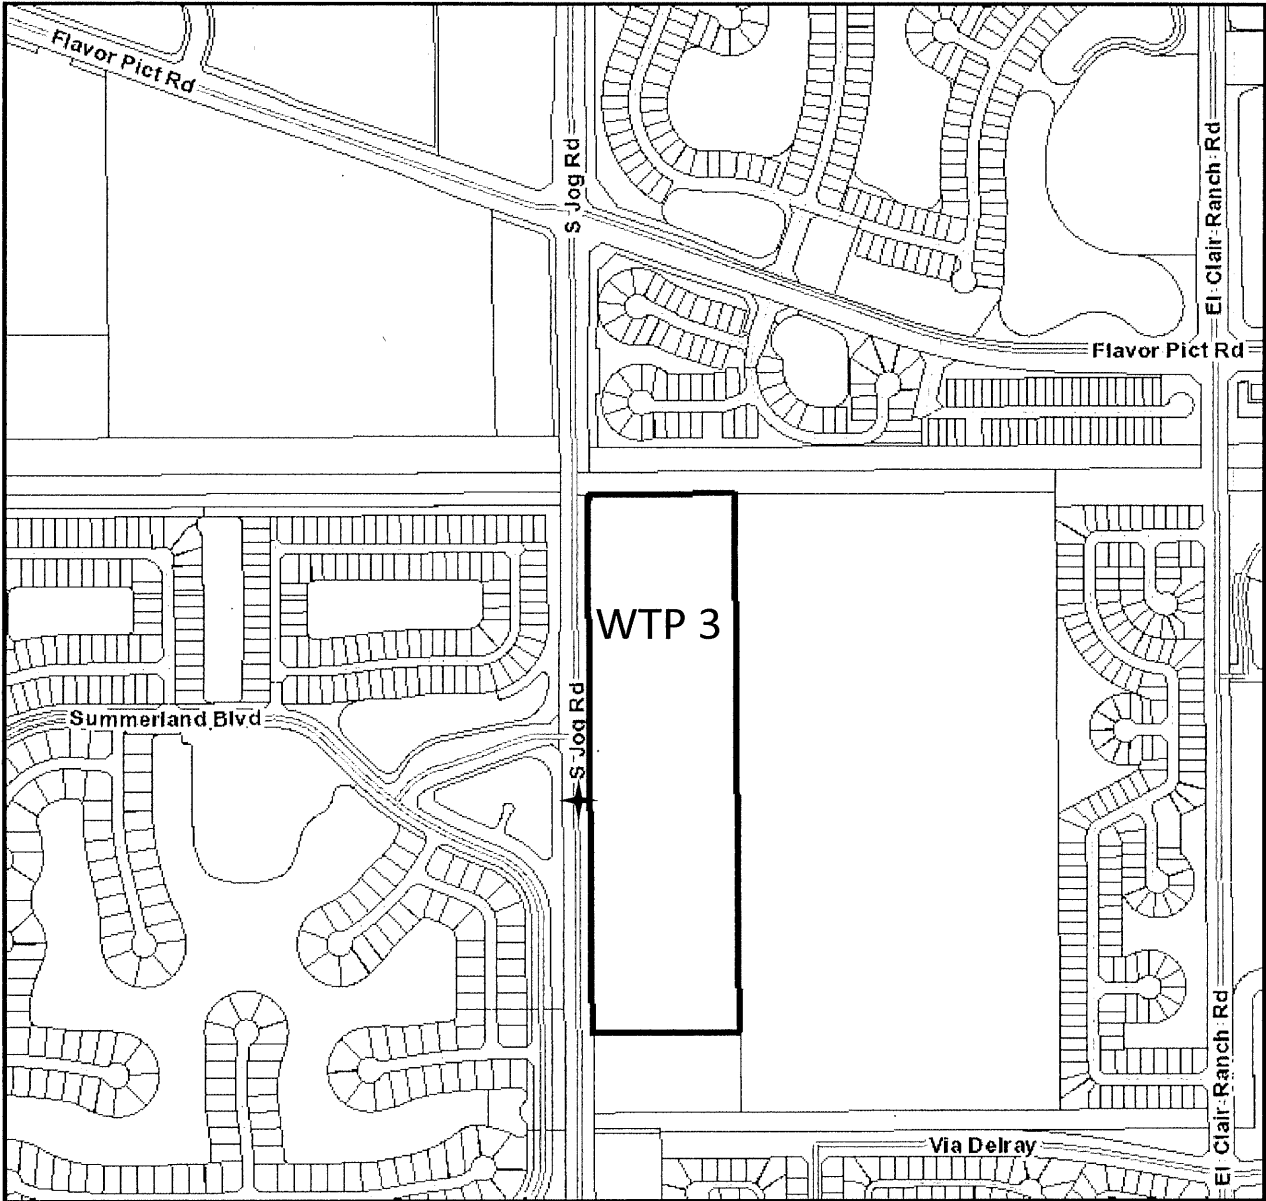 Flavor Pict Rd
S Jog Rd
El Clair Ranch Rd
Flavor Pict Rd
WTP 3
S Jog Rd
Summerland Blvd
El Clair Ranch Rd
Via Delray